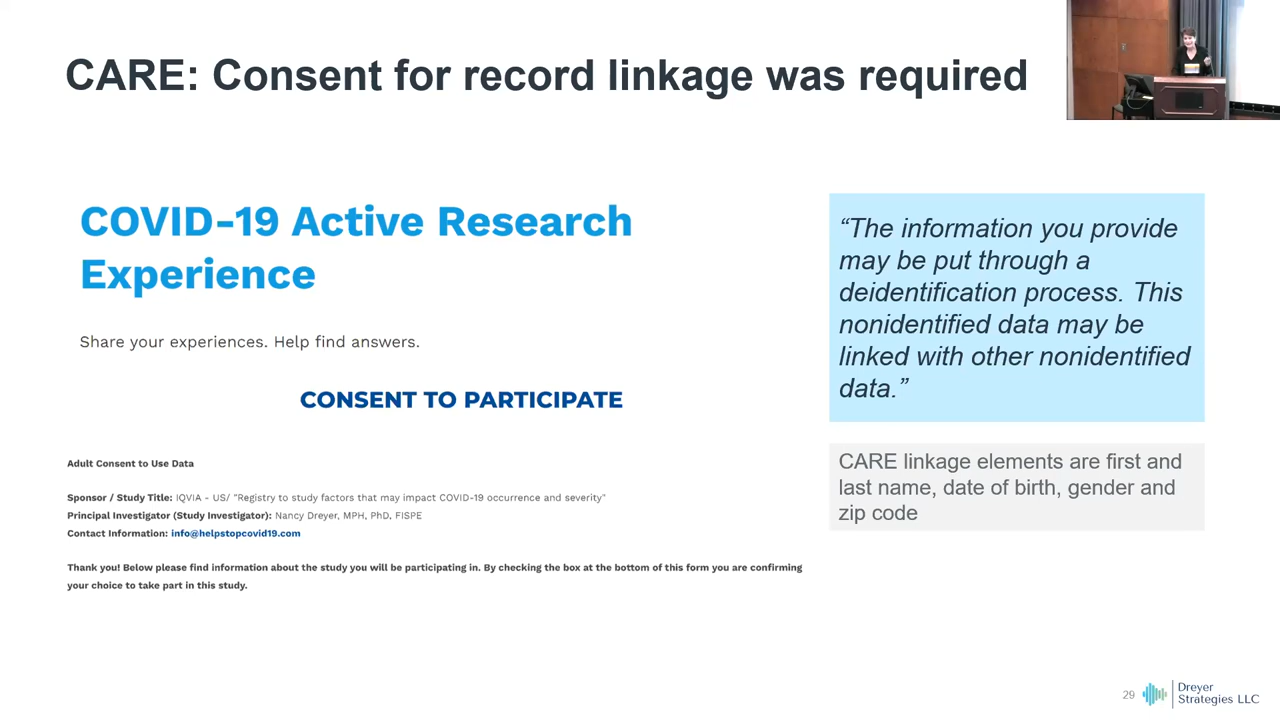 CARE: Consent for record linkage was required
COVID-19 Active Research
Experience
Share your experiences. Help find answers.
CONSENT TO PARTICIPATE
Adult Consent to Use Data
Sponsor / Study Title: IQVIA - US/ "Registry to study factors that may impact COVID-19 occurrence and severity"
Principal Investigator (Study Investigator): Nancy Dreyer, MPH, PhD, FISPE
Contact Information: info@helpstopcovid19.com
Thank you! Below please find information about the study you will be participating in. By checking the box at the bottom of this form you are confirming
your choice to take part in this study.
“The information you provide
may be put through a
deidentification process. This
nonidentified data may be
linked with other nonidentified
data.”
CARE linkage elements are first and
last name, date of birth, gender and
zip code
29
Dreyer
Strategies LLC